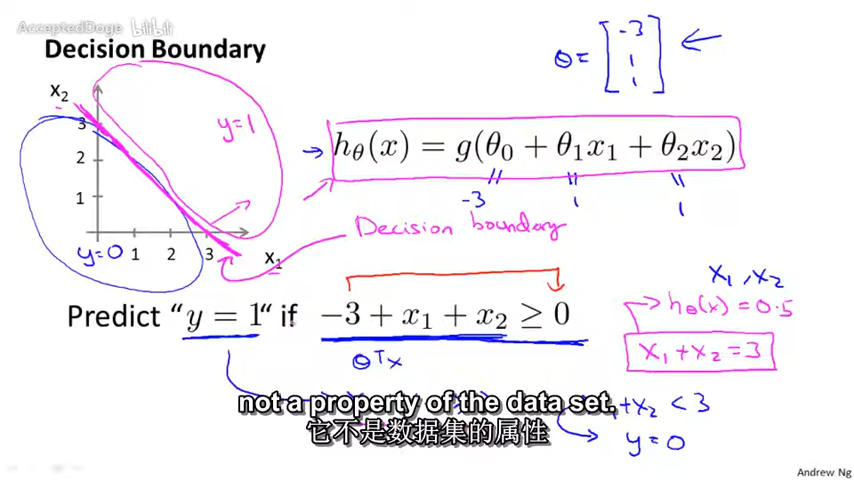 AcceptedDoge bilibili
Decision Boundary
θ = [-3 1 1]
x₂
3
2
1
y=1
y=0
1 2 3
x₁
h_θ(x) = g(θ₀ + θ₁x₁ + θ₂x₂)
-3 1 1
Decision boundary
Predict “y = 1“ if -3 + x₁ + x₂ ≥ 0
θᵀx
x₁, x₂
h_θ(x) = 0.5
x₁ + x₂ = 3
+ x₂ < 3
y = 0
not a property of the data set.
它不是数据集的属性
Andrew Ng